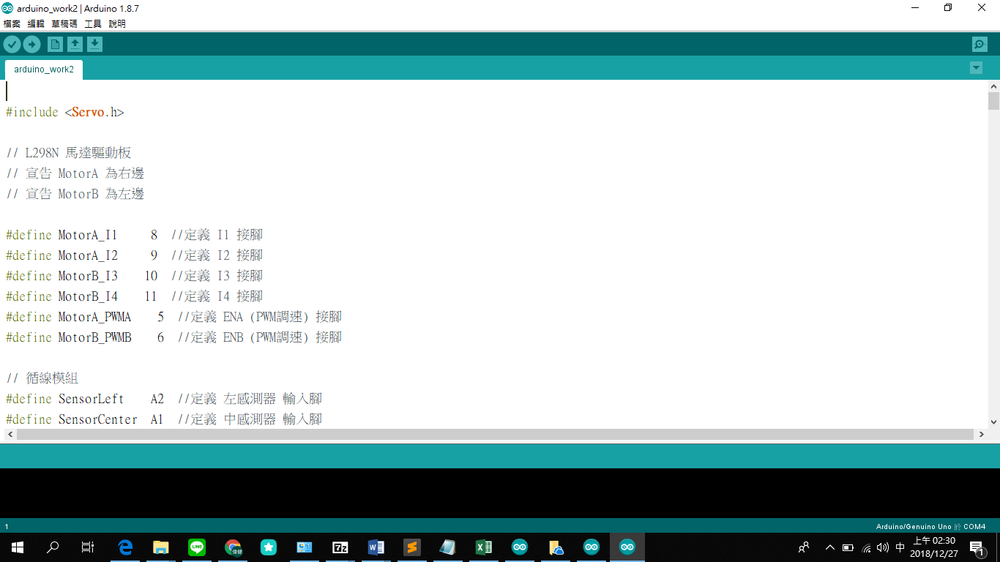 arduino_work2 | Arduino 1.8.7
檔案 編輯 草稿碼 工具 說明
arduino_work2
#include <Servo.h>
// L298N 馬達驅動板
// 宣告 MotorA 為右邊
// 宣告 MotorB 為左邊
#define MotorA_I1 8 //定義 I1 接腳
#define MotorA_I2 9 //定義 I2 接腳
#define MotorB_I3 10 //定義 I3 接腳
#define MotorB_I4 11 //定義 I4 接腳
#define MotorA_PWMA 5 //定義 ENA (PWM調速) 接腳
#define MotorB_PWMB 6 //定義 ENB (PWM調速) 接腳
// 循線模組
#define SensorLeft A2 //定義 左感測器 輸入腳
#define SensorCenter A1 //定義 中感測器 輸入腳
1
Arduino/Genuino Uno 於 COM4
LINE
7z
中
上午 02:30
2018/12/27
1